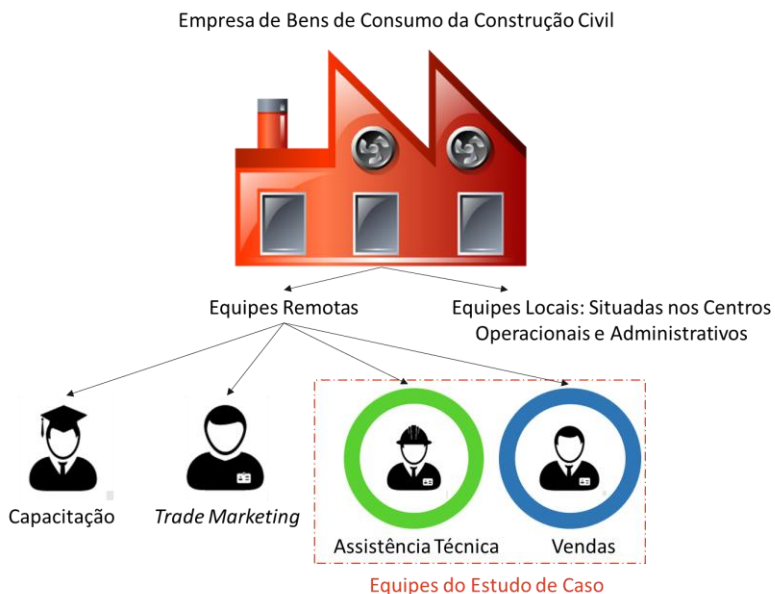 Empresa de Bens de Consumo da Construção Civil
Equipes Remotas
Equipes Locais: Situadas nos Centros
Operacionais e Administrativos
Capacitação
Trade Marketing
Assistência Técnica
Vendas
Equipes do Estudo de Caso